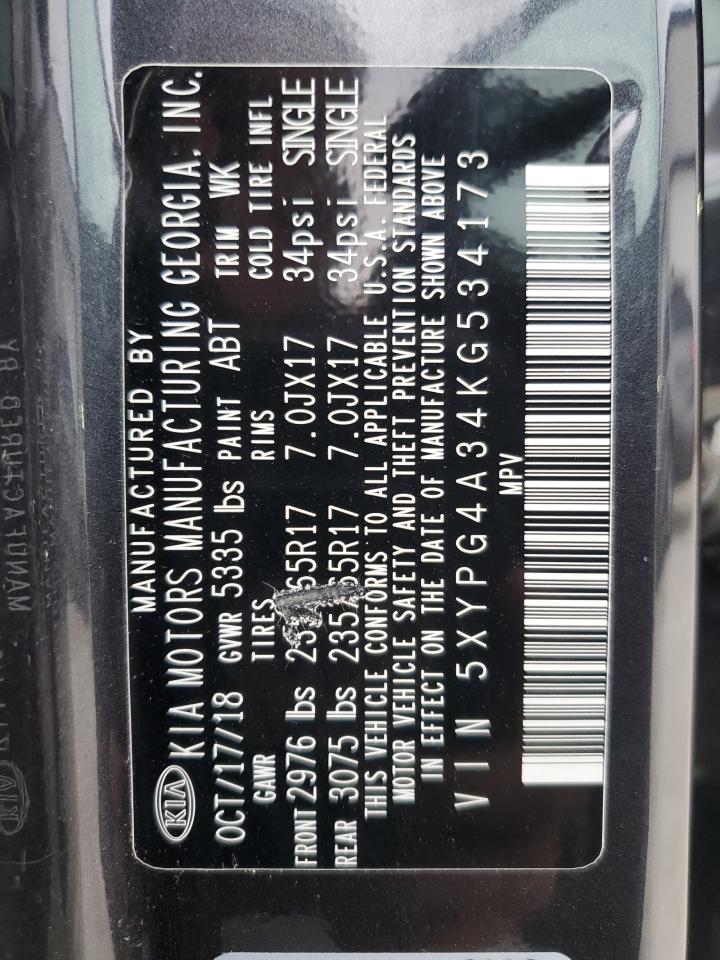 MANUFACTURED BY
KIA KIA MOTORS MANUFACTURING GEORGIA, INC.
OCT/17/18 GVWR 5335 lbs PAINT ABT TRIM WK
GAWR TIRES RIMS COLD TIRE INFL
FRONT 2976 lbs 65R17 7.0JX17 34psi SINGLE
REAR 3075 lbs 235/65R17 7.0JX17 34psi SINGLE
THIS VEHICLE CONFORMS TO ALL APPLICABLE U.S.A. FEDERAL
MOTOR VEHICLE SAFETY AND THEFT PREVENTION STANDARDS
IN EFFECT ON THE DATE OF MANUFACTURE SHOWN ABOVE
VIN 5XYPG4A34KG534173
MPV